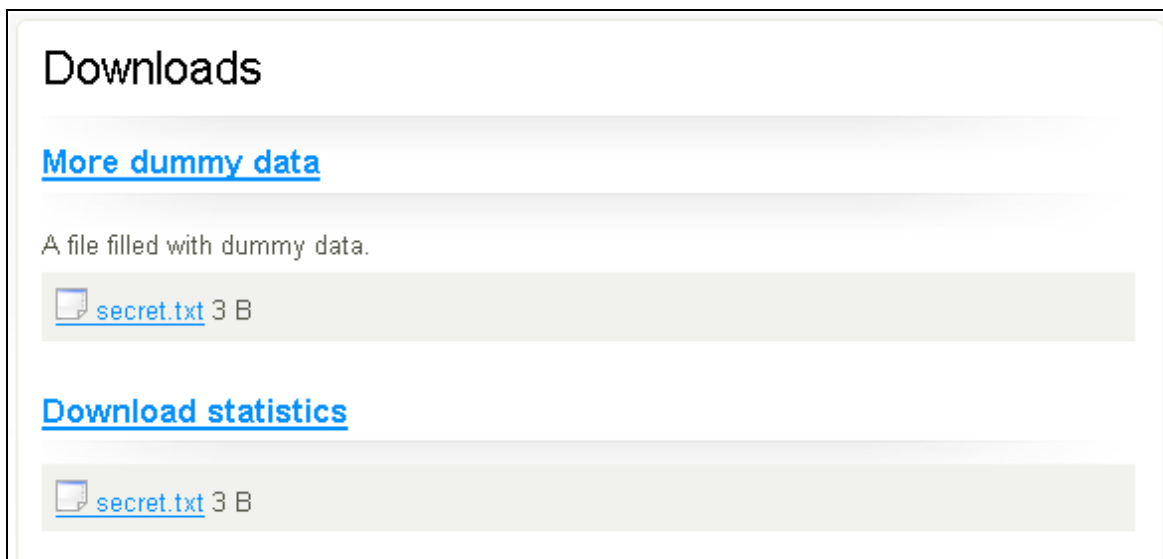 Downloads
More dummy data
A file filled with dummy data.
secret.txt 3 B
Download statistics
secret.txt 3 B